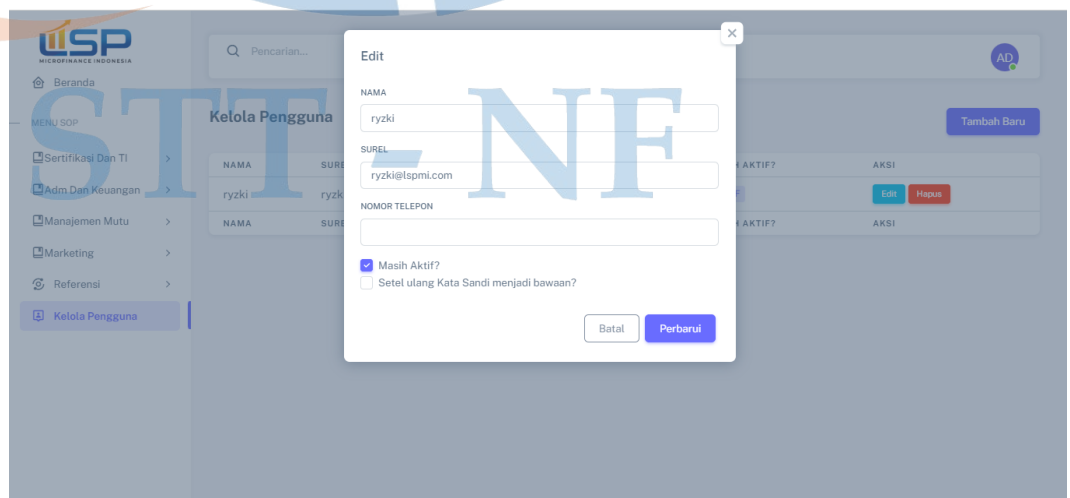 LSP
MICROFINANCE INDONESIA
Pencarian...
AD
Beranda
MENU SOP
Sertifikasi Dan TI
Adm Dan Keuangan
Manajemen Mutu
Marketing
Referensi
Kelola Pengguna
Kelola Pengguna
Tambah Baru
NAMA SURE AKTIF? AKSI
ryzki ryzk Edit Hapus
NAMA SURE AKTIF? AKSI
Edit
NAMA
ryzki
SUREL
ryzki@lspmi.com
NOMOR TELEPON
Masih Aktif?
Setel ulang Kata Sandi menjadi bawaan?
Batal Perbarui
STT - NF